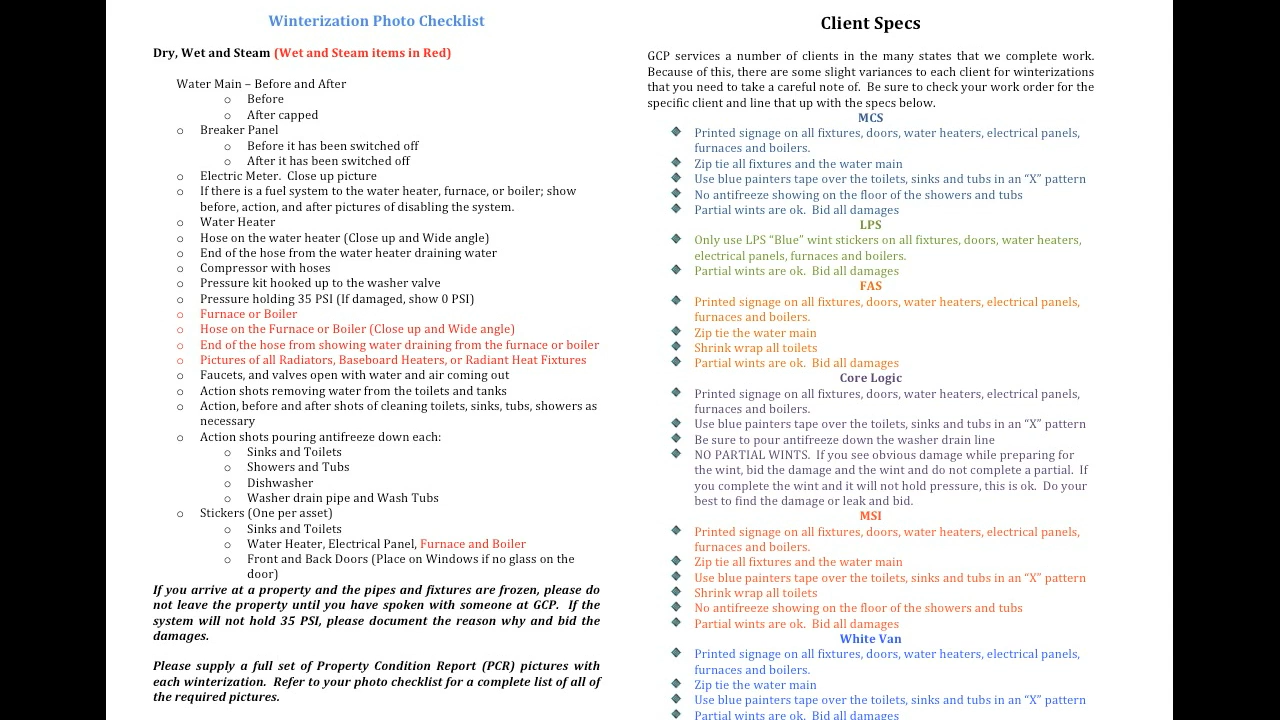 Winterization Photo Checklist
Dry, Wet and Steam (Wet and Steam items in Red)
Water Main – Before and After
o Before
o After capped
o Breaker Panel
o Before it has been switched off
o After it has been switched off
o Electric Meter. Close up picture
o If there is a fuel system to the water heater, furnace, or boiler; show
before, action, and after pictures of disabling the system.
o Water Heater
o Hose on the water heater (Close up and Wide angle)
o End of the hose from the water heater draining water
o Compressor with hoses
o Pressure kit hooked up to the washer valve
o Pressure holding 35 PSI (If damaged, show 0 PSI)
o Furnace or Boiler
o Hose on the Furnace or Boiler (Close up and Wide angle)
o End of the hose from showing water draining from the furnace or boiler
o Pictures of all Radiators, Baseboard Heaters, or Radiant Heat Fixtures
o Faucets, and valves open with water and air coming out
o Action shots removing water from the toilets and tanks
o Action, before and after shots of cleaning toilets, sinks, tubs, showers as
necessary
o Action shots pouring antifreeze down each:
o Sinks and Toilets
o Showers and Tubs
o Dishwasher
o Washer drain pipe and Wash Tubs
o Stickers (One per asset)
o Sinks and Toilets
o Water Heater, Electrical Panel, Furnace and Boiler
o Front and Back Doors (Place on Windows if no glass on the
door)
If you arrive at a property and the pipes and fixtures are frozen, please do
not leave the property until you have spoken with someone at GCP. If the
system will not hold 35 PSI, please document the reason why and bid the
damages.
Please supply a full set of Property Condition Report (PCR) pictures with
each winterization. Refer to your photo checklist for a complete list of all of
the required pictures.
Client Specs
GCP services a number of clients in the many states that we complete work.
Because of this, there are some slight variances to each client for winterizations
that you need to take a careful note of. Be sure to check your work order for the
specific client and line that up with the specs below.
MCS
❖ Printed signage on all fixtures, doors, water heaters, electrical panels,
furnaces and boilers.
❖ Zip tie all fixtures and the water main
❖ Use blue painters tape over the toilets, sinks and tubs in an “X” pattern
❖ No antifreeze showing on the floor of the showers and tubs
❖ Partial wints are ok. Bid all damages
LPS
❖ Only use LPS “Blue” wint stickers on all fixtures, doors, water heaters,
electrical panels, furnaces and boilers.
❖ Partial wints are ok. Bid all damages
FAS
❖ Printed signage on all fixtures, doors, water heaters, electrical panels,
furnaces and boilers.
❖ Zip tie the water main
❖ Shrink wrap all toilets
❖ Partial wints are ok. Bid all damages
Core Logic
❖ Printed signage on all fixtures, doors, water heaters, electrical panels,
furnaces and boilers.
❖ Use blue painters tape over the toilets, sinks and tubs in an “X” pattern
❖ Be sure to pour antifreeze down the washer drain line
❖ NO PARTIAL WINTS. If you see obvious damage while preparing for
the wint, bid the damage and the wint and do not complete a partial. If
you complete the wint and it will not hold pressure, this is ok. Do your
best to find the damage or leak and bid.
MSI
❖ Printed signage on all fixtures, doors, water heaters, electrical panels,
furnaces and boilers.
❖ Zip tie all fixtures and the water main
❖ Use blue painters tape over the toilets, sinks and tubs in an “X” pattern
❖ Shrink wrap all toilets
❖ No antifreeze showing on the floor of the showers and tubs
❖ Partial wints are ok. Bid all damages
White Van
❖ Printed signage on all fixtures, doors, water heaters, electrical panels,
furnaces and boilers.
❖ Zip tie the water main
❖ Use blue painters tape over the toilets, sinks and tubs in an “X” pattern
❖ Partial wints are ok. Bid all damages